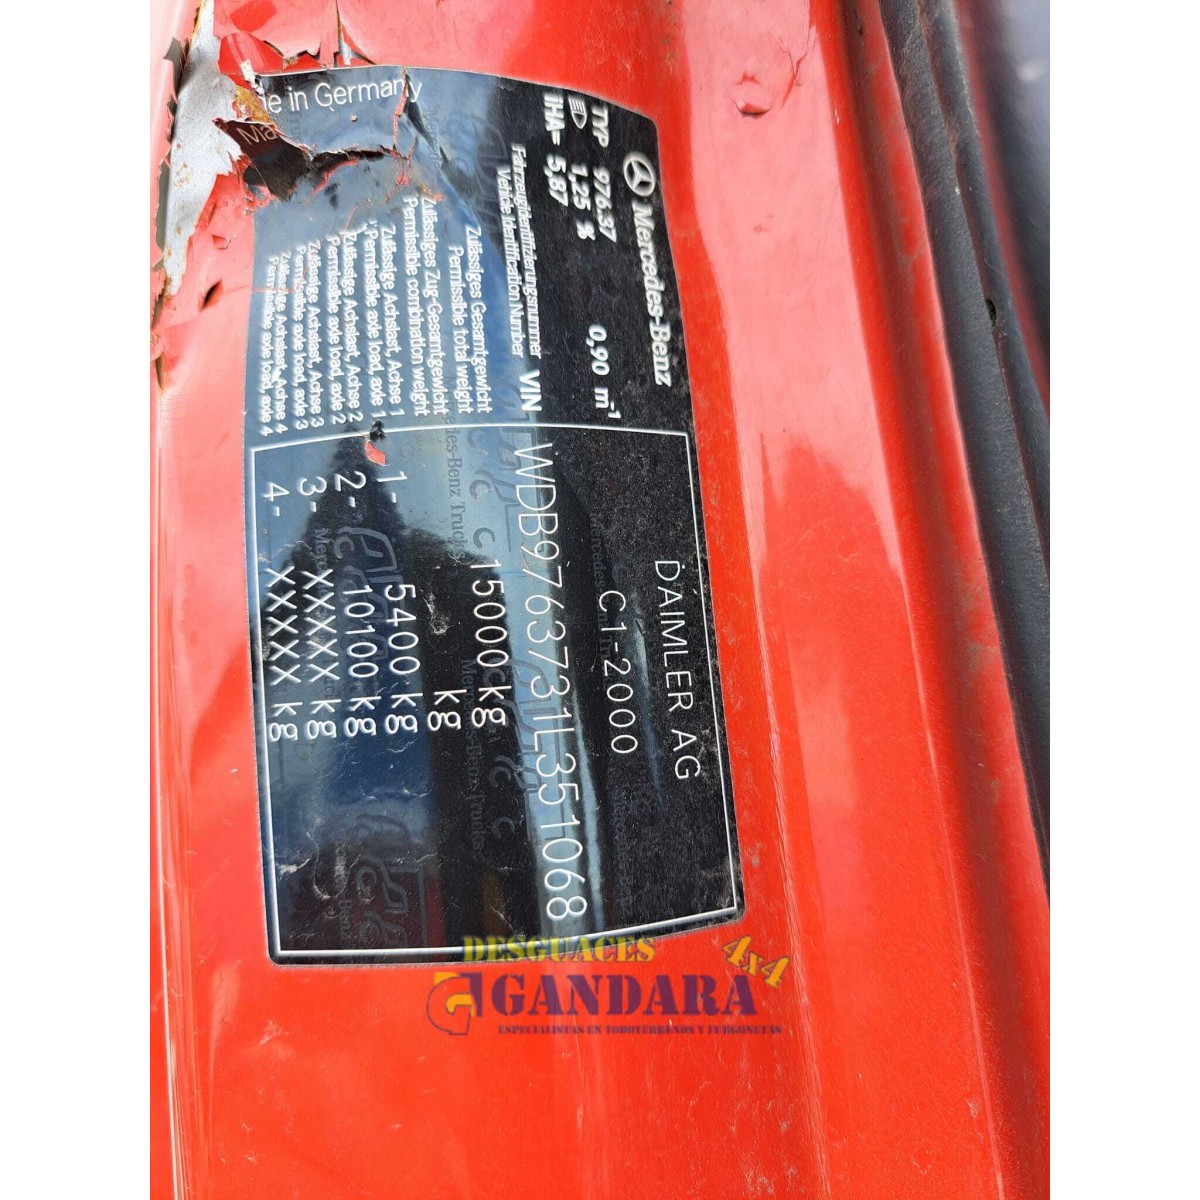 Mercedes-Benz
DAIMLER AG
TYP 976.37
C1-2000
1,25 % 0,90 m⁻¹
iHA= 5,87
Fahrzeugidentifizierungsnummer
Vehicle Identification Number VIN WDB9763731L351068
Zulässiges Gesamtgewicht
Permissible total weight 15000 kg
Zulässiges Zug-Gesamtgewicht
Permissible combination weight kg
Zulässige Achslast, Achse 1
Permissible axle load, axle 1 1- 5400 kg
Zulässige Achslast, Achse 2
Permissible axle load, axle 2 2- 10100 kg
Zulässige Achslast, Achse 3
Permissible axle load, axle 3 3- XXXXX kg
Zulässige Achslast, Achse 4
Permissible axle load, axle 4 4- XXXXX kg
in Germany
DESGUACES
GANDARA 4x4
ESPECIALISTAS EN TODOTERRENOS Y FURGONETAS